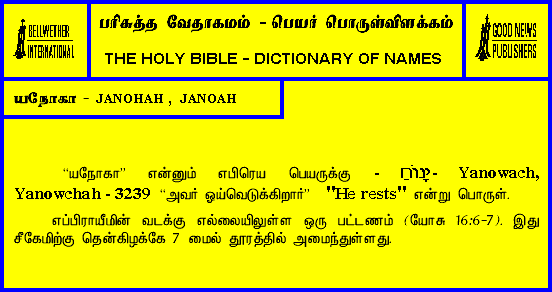 BELLWETHER
INTERNATIONAL
பரிசுத்த வேதாகமம் - பெயர் பொருள்விளக்கம்
THE HOLY BIBLE - DICTIONARY OF NAMES
GOOD NEWS
PUBLISHERS
யநோகா - JANOHAH , JANOAH
“யநோகா” என்னும் எபிரெய பெயருக்கு - - Yanowach,
Yanowchah - 3239 “அவர் ஓய்வெடுக்கிறார்” "He rests" என்று பொருள்.
எப்பிராயீமின் வடக்கு எல்லையிலுள்ள ஒரு பட்டணம் (யோசு 16:6-7). இது
சீகேமிற்கு தென்கிழக்கே 7 மைல் தூரத்தில் அமைந்துள்ளது.